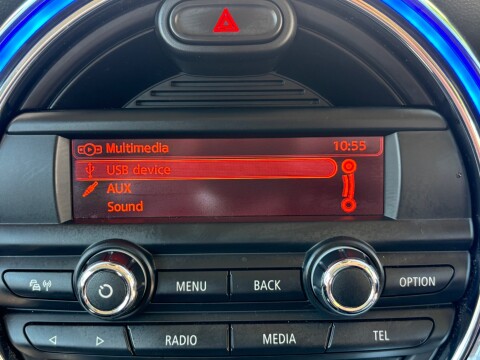 Multimedia 10:55
USB device
AUX
Sound
MENU BACK OPTION
RADIO MEDIA TEL